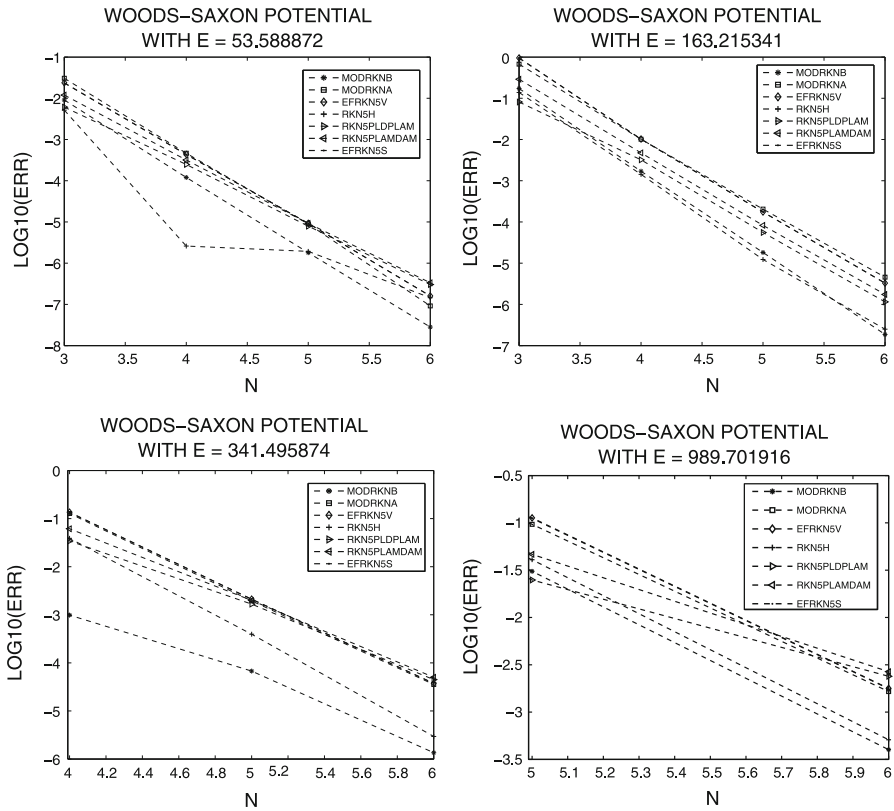 WOODS−SAXON POTENTIAL
WITH E = 53.588872
LOG10(ERR)
−1
−2
−3
−4
−5
−6
−7
−8
3
3.5
4
4.5
5
5.5
6
N
MODRKNB
MODRKNA
EFRKN5V
RKN5H
RKN5PLDPLAM
RKN5PLAMDAM
EFRKN5S
WOODS−SAXON POTENTIAL
WITH E = 163.215341
LOG10(ERR)
0
−1
−2
−3
−4
−5
−6
−7
3
3.5
4
4.5
5
5.5
6
N
MODRKNB
MODRKNA
EFRKN5V
RKN5H
RKN5PLDPLAM
RKN5PLAMDAM
EFRKN5S
WOODS−SAXON POTENTIAL
WITH E = 341.495874
LOG10(ERR)
0
−1
−2
−3
−4
−5
−6
4
4.2
4.4
4.6
4.8
5
5.2
5.4
5.6
5.8
6
N
MODRKNB
MODRKNA
EFRKN5V
RKN5H
RKN5PLDPLAM
RKN5PLAMDAM
EFRKN5S
WOODS−SAXON POTENTIAL
WITH E = 989.701916
LOG10(ERR)
−0.5
−1
−1.5
−2
−2.5
−3
−3.5
5
5.1
5.2
5.3
5.4
5.5
5.6
5.7
5.8
5.9
6
N
MODRKNB
MODRKNA
EFRKN5V
RKN5H
RKN5PLDPLAM
RKN5PLAMDAM
EFRKN5S